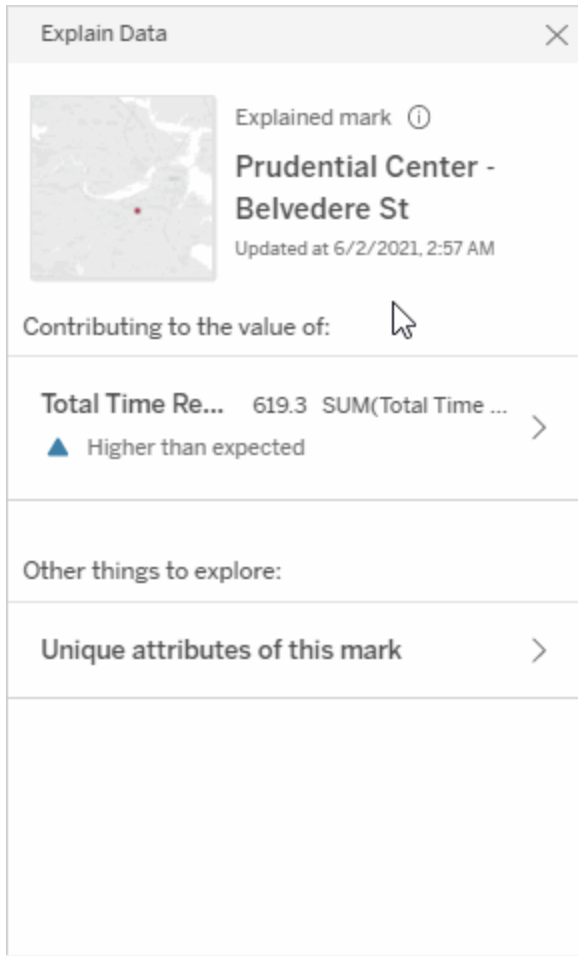 Explain Data
Explained mark
Prudential Center -
Belvedere St
Updated at 6/2/2021, 2:57 AM
Contributing to the value of:
Total Time Re... 619.3 SUM(Total Time ...
Higher than expected
Other things to explore:
Unique attributes of this mark